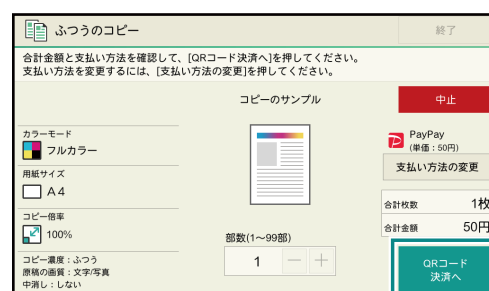 ふつうのコピー
終了
合計金額と支払い方法を確認して、[QRコード決済へ]を押してください。
支払い方法を変更するには、[支払い方法の変更]を押してください。
コピーのサンプル
中止
カラーモード
フルカラー
用紙サイズ
A4
コピー倍率
100%
コピー濃度：ふつう
原稿の画質：文字/写真
中消し：しない
部数(1～99部)
1
PayPay
(単価：50円)
支払い方法の変更
合計枚数 1枚
合計金額 50円
QRコード
決済へ